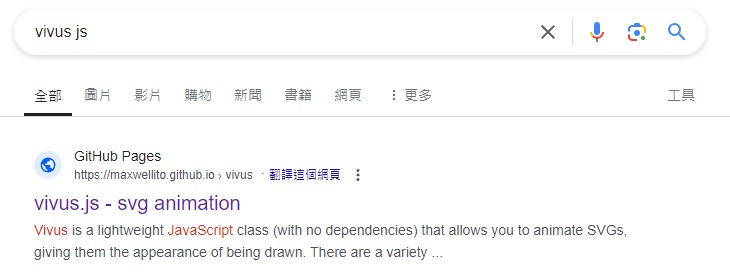 vivus js
全部 圖片 影片 購物 新聞 書籍 網頁 ⋮ 更多 工具
GitHub Pages
https://maxwellito.github.io › vivus · 翻譯這個網頁 ⋮
vivus.js - svg animation
Vivus is a lightweight JavaScript class (with no dependencies) that allows you to animate SVGs,
giving them the appearance of being drawn. There are a variety ...